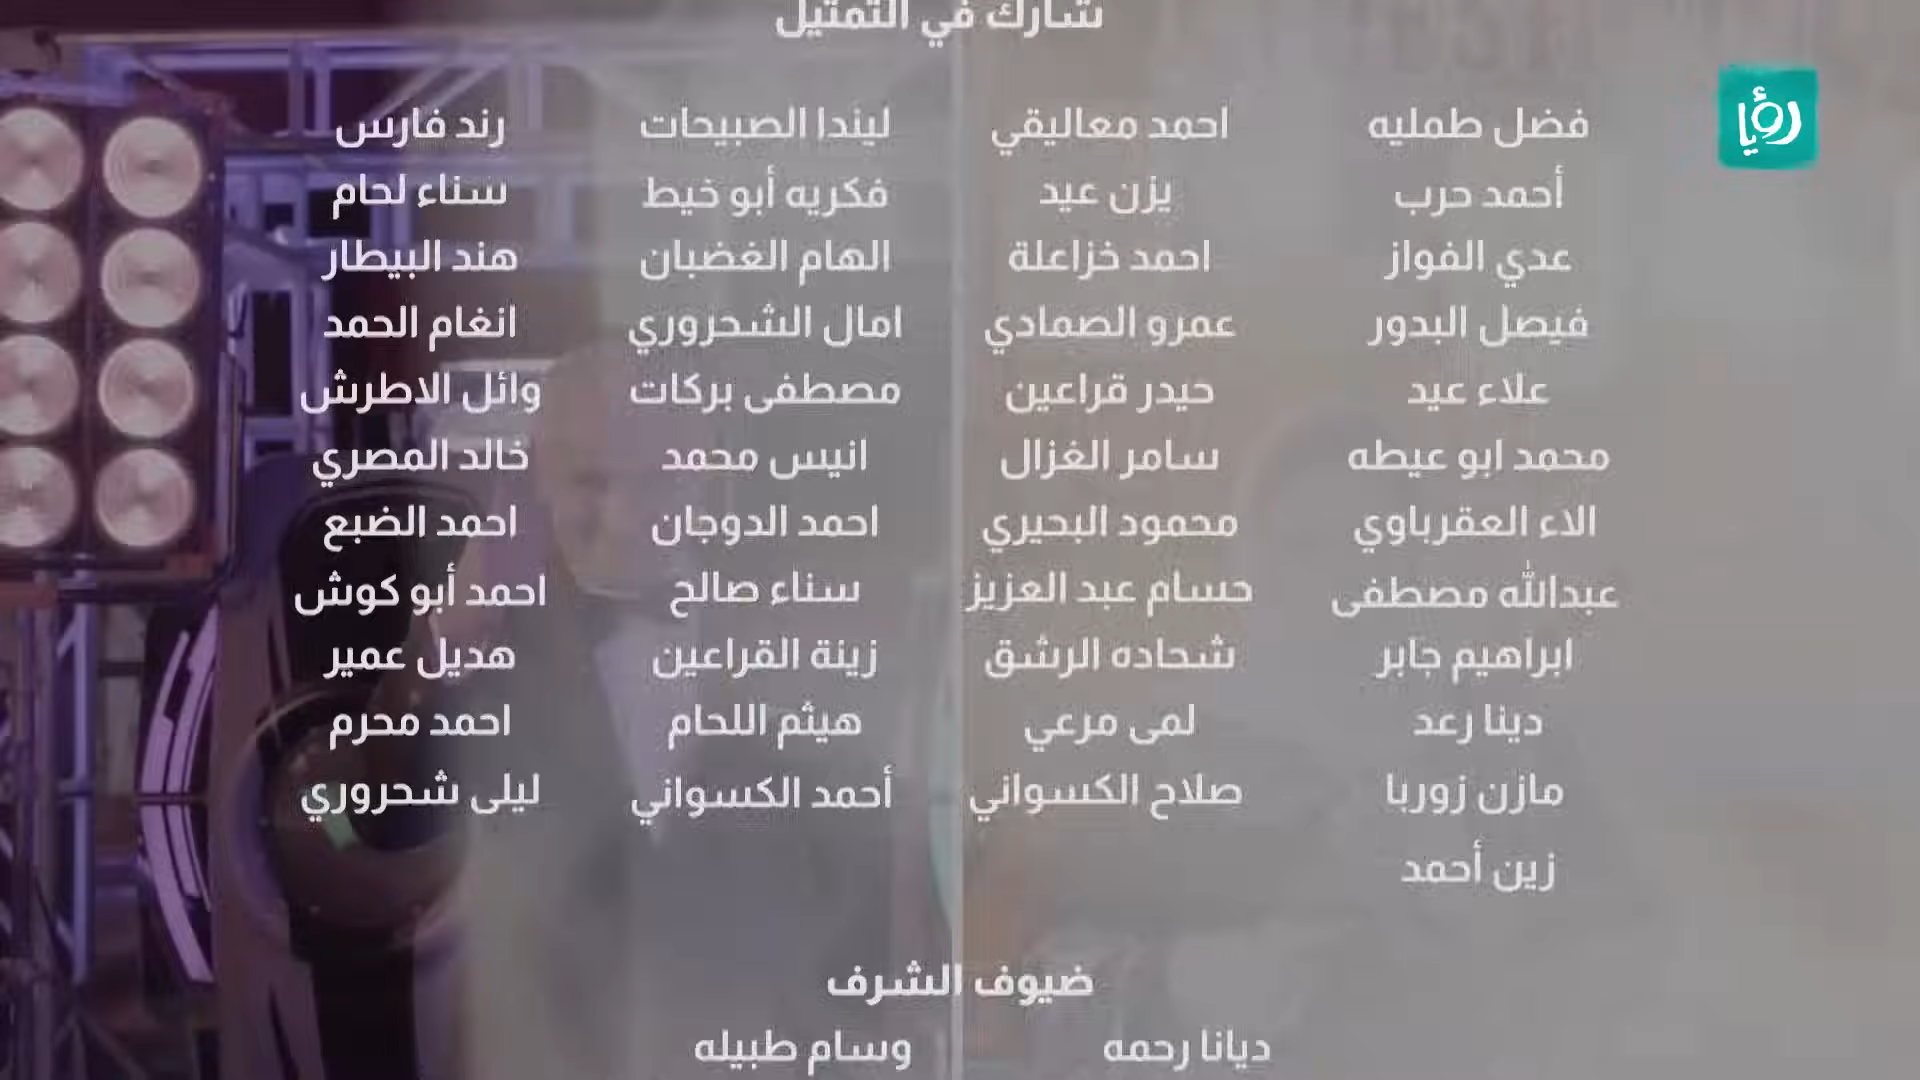 شارك في التمثيل
رؤيا
فضل طمليه احمد معاليقي ليندا الصبيحات رند فارس
أحمد حرب يزن عيد فكريه أبو خيط سناء لحام
عدي الفواز احمد خزاعلة الهام الغضبان هند البيطار
فيصل البدور عمرو الصمادي امال الشحروري انغام الحمد
علاء عيد حيدر قراعين مصطفى بركات وائل الاطرش
محمد ابو عيطه سامر الغزال انيس محمد خالد المصري
الاء العقرباوي محمود البحيري احمد الدوجان احمد الضبع
عبدالله مصطفى حسام عبد العزيز سناء صالح احمد أبو كوش
ابراهيم جابر شحاده الرشق زينة القراعين هديل عمير
دينا رعد لمى مرعي هيثم اللحام احمد محرم
مازن زوربا صلاح الكسواني أحمد الكسواني ليلى شحروري
زين أحمد
ضيوف الشرف
ديانا رحمه وسام طبيله